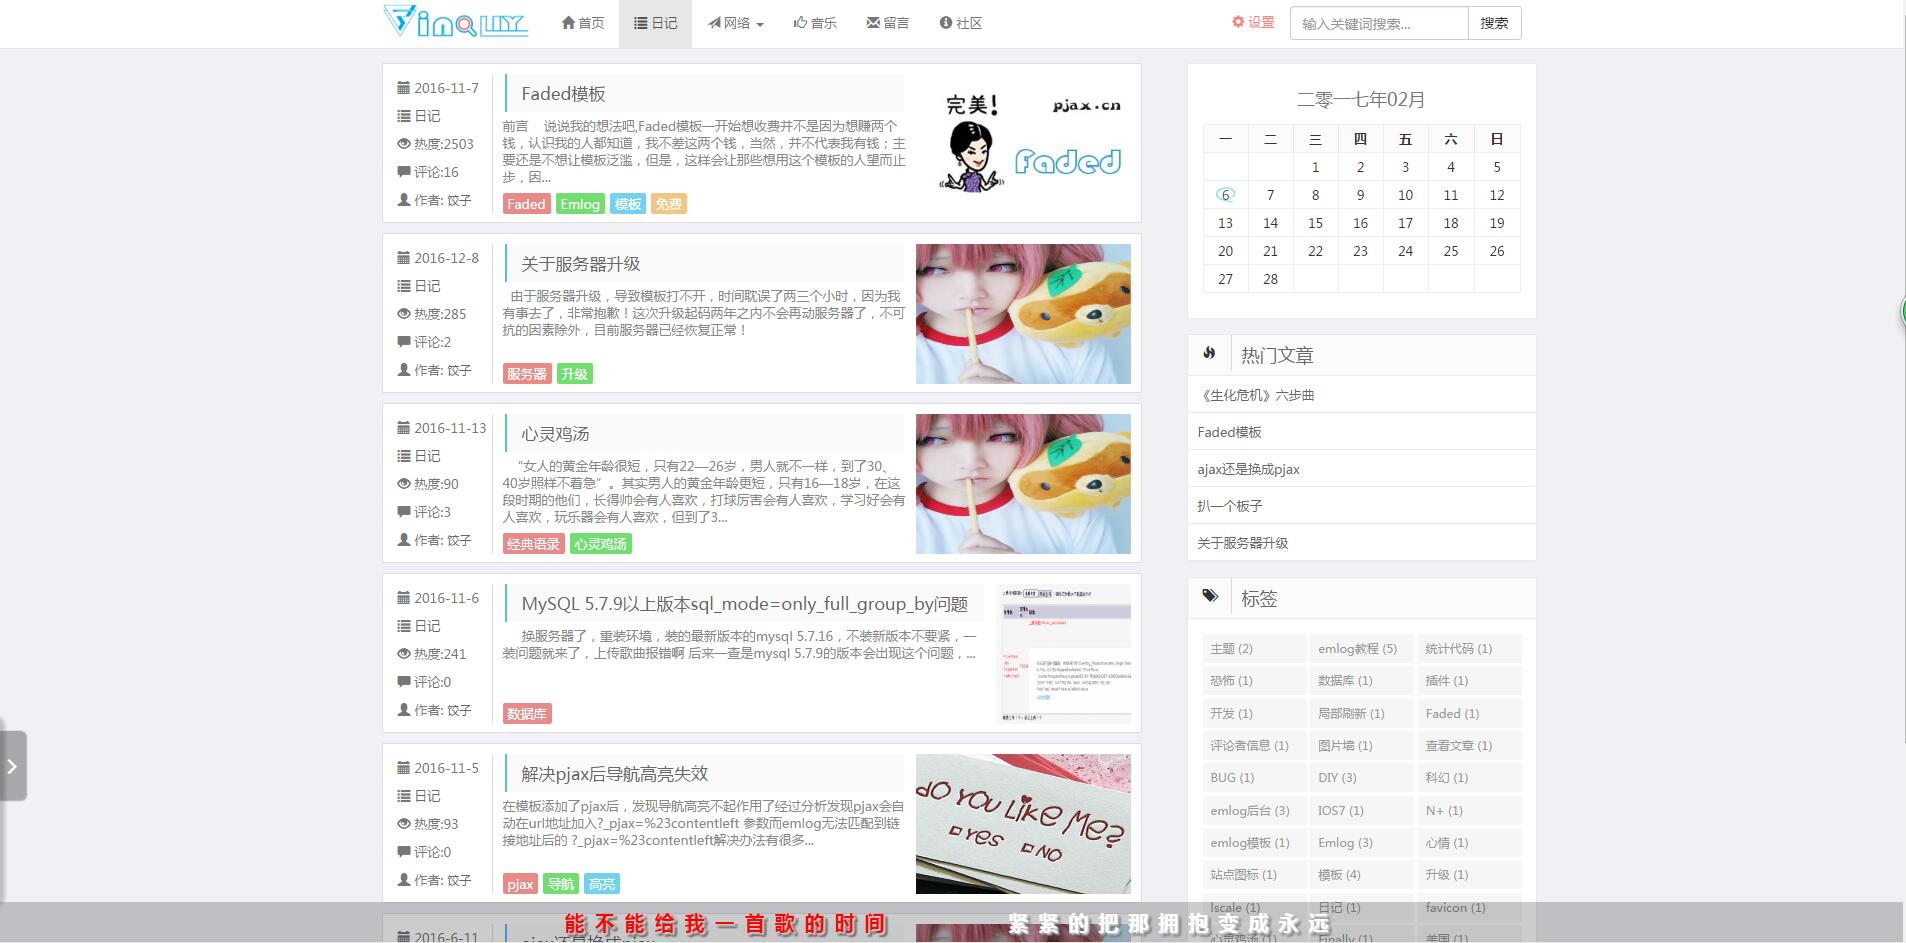 VinQLIY
首页
日记
网络
音乐
留言
社区
设置
输入关键词搜索...
搜索
2016-11-7
日记
热度:2503
评论:16
作者: 饺子
Faded模板
前言 说说我的想法吧,Faded模板一开始想收费并不是因为想赚两个
钱，认识我的人都知道，我不差这两个钱，当然，并不代表我有钱；主
要还是不想让模板泛滥，但是，这样会让那些想用这个模板的人望而止
步，因...
Faded Emlog 模板 免费
完美!
pjax.cn
Faded
2016-12-8
日记
热度:285
评论:2
作者: 饺子
关于服务器升级
由于服务器升级，导致模板打不开，时间耽误了两三个小时，因为我
有事去了，非常抱歉！这次升级起码两年之内不会再动服务器了，不可
抗的因素除外，目前服务器已经恢复正常！
服务器 升级
2016-11-13
日记
热度:90
评论:3
作者: 饺子
心灵鸡汤
“女人的黄金年龄很短，只有22—26岁，男人就不一样，到了30、
40岁照样不着急”。其实男人的黄金年龄更短，只有16—18岁，在这
段时期的他们，长得帅会有人喜欢，打球厉害会有人喜欢，学习好会有
人喜欢，玩乐器会有人喜欢，但到了3...
经典语录 心灵鸡汤
2016-11-6
日记
热度:241
评论:0
作者: 饺子
MySQL 5.7.9以上版本sql_mode=only_full_group_by问题
换服务器了，重装环境，装的最新版本的mysql 5.7.16，不装新版本不要紧，一
装问题就来了，上传歌曲报错啊 后来一查是mysql 5.7.9的版本会出现这个问题，...
数据库
2016-11-5
日记
热度:93
评论:0
作者: 饺子
解决pjax后导航高亮失效
在模板添加了pjax后，发现导航高亮不起作用了经过分析发现pjax会自
动在url地址加入?_pjax=%23contentleft 参数而emlog无法匹配到链
接地址后的 ?_pjax=%23contentleft解决办法有很多...
pjax 导航 高亮
dO YOU LiKe Me?
YES NO
2016-6-11
ajax还是换成pjax
二零一七年02月
一 二 三 四 五 六 日
1 2 3 4 5
6 7 8 9 10 11 12
13 14 15 16 17 18 19
20 21 22 23 24 25 26
27 28
热门文章
《生化危机》六步曲
Faded模板
ajax还是换成pjax
扒一个板子
关于服务器升级
标签
主题 (2) emlog教程 (5) 统计代码 (1)
恐怖 (1) 数据库 (1) 插件 (1)
开发 (1) 局部刷新 (1) Faded (1)
评论者信息 (1) 图片墙 (1) 查看文章 (1)
BUG (1) DIY (3) 科幻 (1)
emlog后台 (3) IOS7 (1) N+ (1)
emlog模板 (1) Emlog (3) 心情 (1)
站点图标 (1) 模板 (4) 升级 (1)
lscale (1) 日记 (1) favicon (1)
心灵鸡汤 (1) Finally (1) 美国 (1)
能不能给我一首歌的时间 紧紧的把那拥抱变成永远